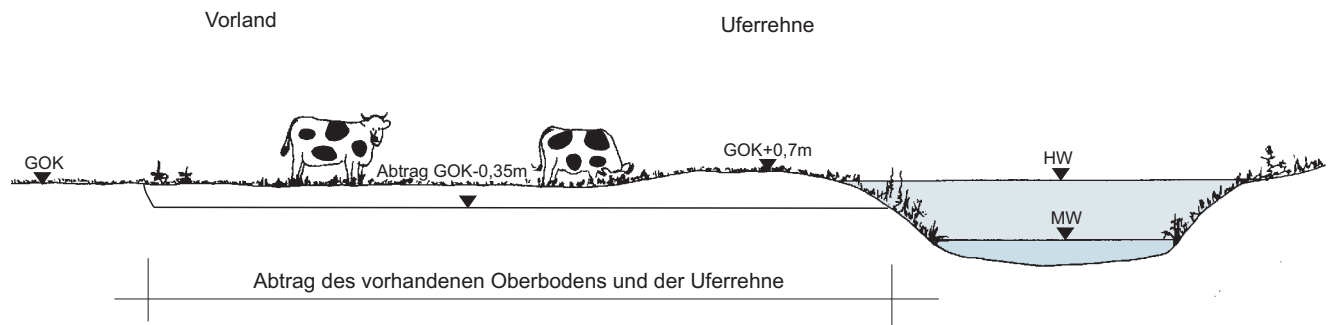 Vorland
Uferrehne
GOK
Abtrag GOK-0,35m
GOK+0,7m
HW
MW
Abtrag des vorhandenen Oberbodens und der Uferrehne